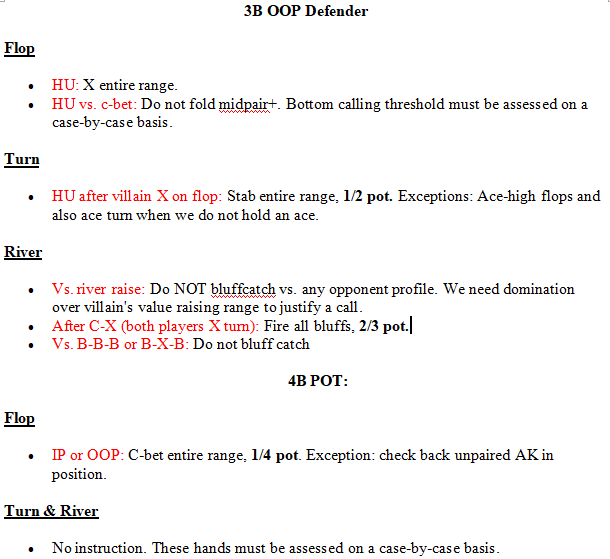 3B OOP Defender
Flop
• HU: X entire range.
• HU vs. c-bet: Do not fold midpair+. Bottom calling threshold must be assessed on a
case-by-case basis.
Turn
• HU after villain X on flop: Stab entire range, 1/2 pot. Exceptions: Ace-high flops and
also ace turn when we do not hold an ace.
River
• Vs. river raise: Do NOT bluffcatch vs. any opponent profile. We need domination
over villain's value raising range to justify a call.
• After C-X (both players X turn): Fire all bluffs, 2/3 pot.
• Vs. B-B-B or B-X-B: Do not bluff catch
4B POT:
Flop
• IP or OOP: C-bet entire range, 1/4 pot. Exception: check back unpaired AK in
position.
Turn & River
• No instruction. These hands must be assessed on a case-by-case basis.